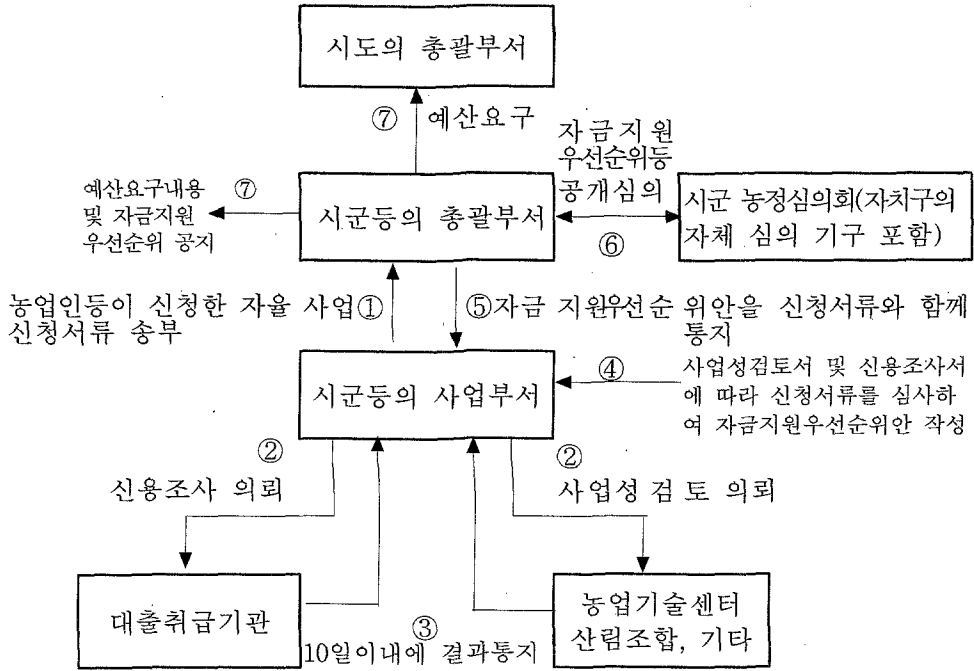 시도의 총괄부서
⑦ 예산요구
자금지원
우선순위등
공개심의
예산요구내용 ⑦
및 자금지원
우선순위 공지
시군등의 총괄부서
⑥
시군 농정심의회(자치구의
자체 심의 기구 포함)
농업인등이 신청한 자율 사업①
신청서류 송부
⑤자금 지원우선순 위안을 신청서류와 함께
통지
시군등의 사업부서
④
사업성검토서 및 신용조사서
에 따라 신청서류를 심사하
여 자금지원우선순위안 작성
②
신용조사 의뢰
②
사업성검토 의뢰
대출취급기관
③
10일이내에 결과통지
농업기술센터
산림조합, 기타